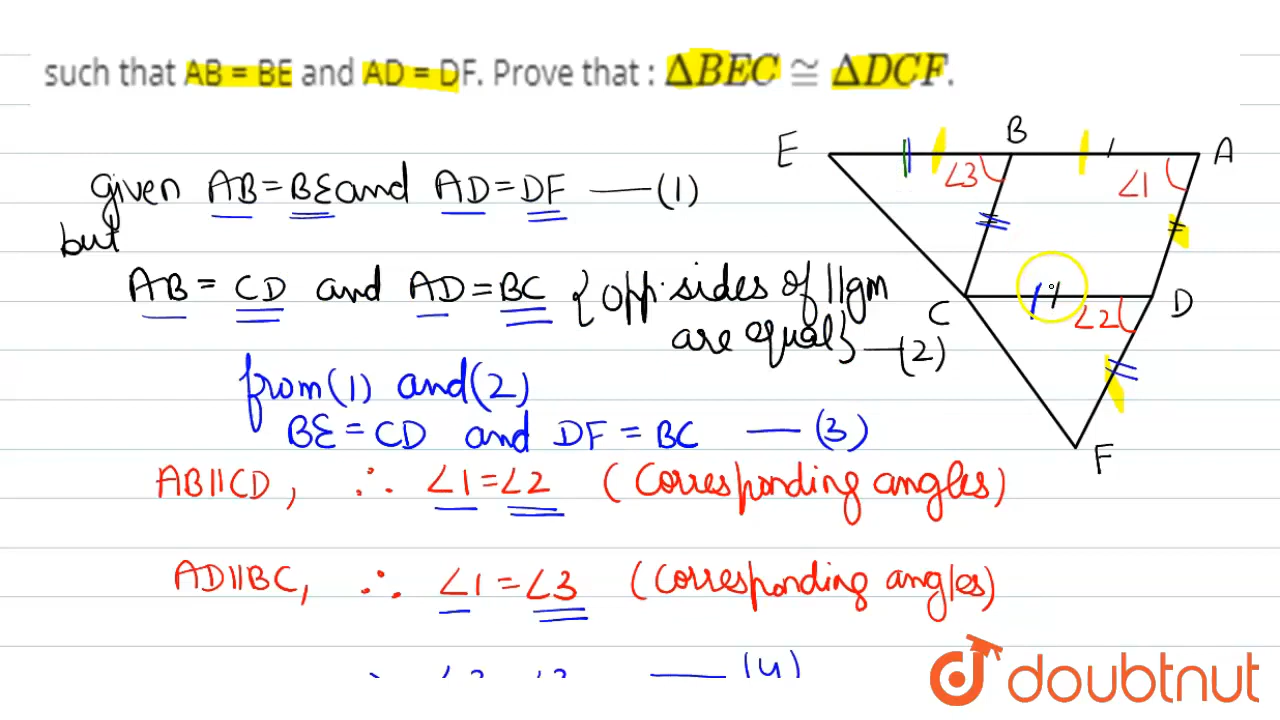 such that AB = BE and AD = DF. Prove that : ΔBEC ≅ ΔDCF.
E
B
A
∠3
∠1
given AB = BE and AD = DF —(1)
but
AB = CD and AD = BC {opp. sides of ||gm
are equal} —(2)
C
∠2
D
from (1) and (2)
BE = CD and DF = BC —(3)
F
AB||CD, ∴ ∠1 = ∠2 (Corresponding angles)
AD||BC, ∴ ∠1 = ∠3 (Corresponding angles)
—(4)
doubtnut